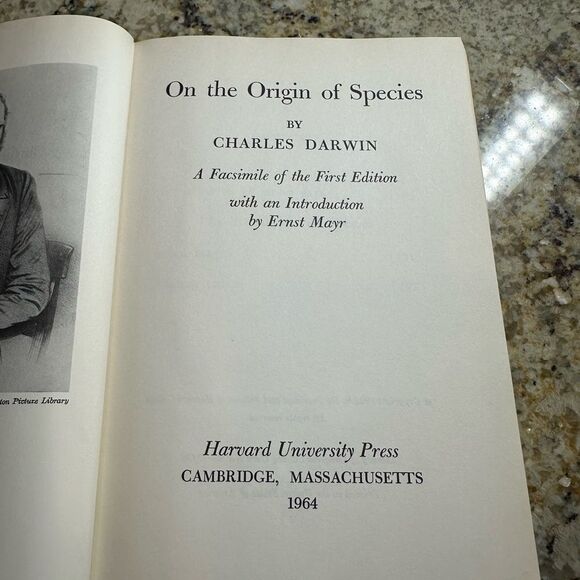 On the Origin of Species
BY
CHARLES DARWIN
A Facsimile of the First Edition
with an Introduction
by Ernst Mayr
Picture Library
Harvard University Press
CAMBRIDGE, MASSACHUSETTS
1964